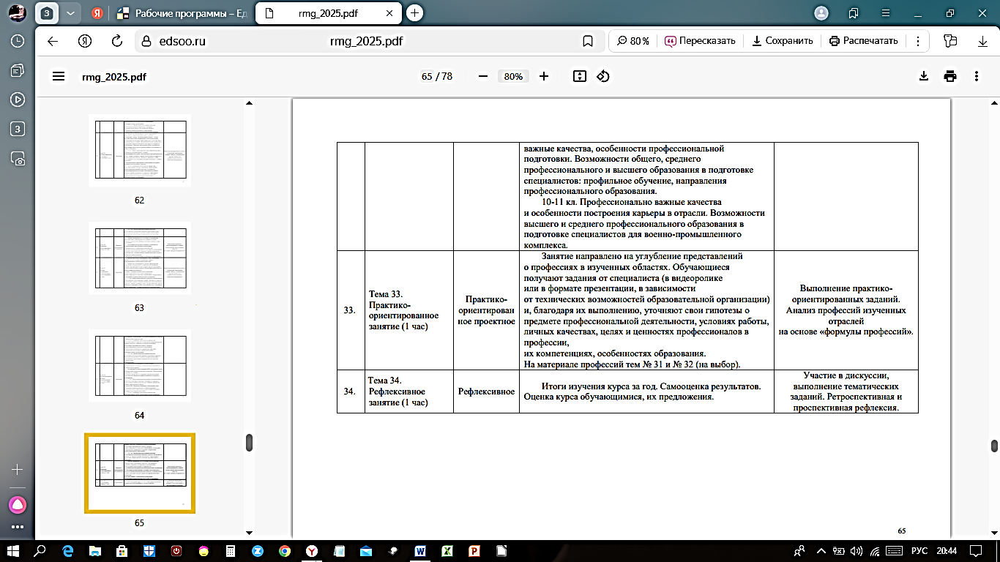 3
Рабочие программы – Ед
rmg_2025.pdf
edsoo.ru
rmg_2025.pdf
80%
Пересказать
Сохранить
Распечатать
rmg_2025.pdf
65 / 78
80%
3
62
63
64
65
важные качества, особенности профессиональной
подготовки. Возможности общего, среднего
профессионального и высшего образования в подготовке
специалистов: профильное обучение, направления
профессионального образования.
10-11 кл. Профессионально важные качества
и особенности построения карьеры в отрасли. Возможности
высшего и среднего профессионального образования в
подготовке специалистов для военно-промышленного
комплекса.
33.
Тема 33.
Практико-
ориентированное
занятие (1 час)
Практико-
ориентирован
ное проектное
Занятие направлено на углубление представлений
о профессиях в изученных областях. Обучающиеся
получают задания от специалиста (в видеоролике
или в формате презентации, в зависимости
от технических возможностей образовательной организации)
и, благодаря их выполнению, уточняют свои гипотезы о
предмете профессиональной деятельности, условиях работы,
личных качествах, целях и ценностях профессионалов в
профессии,
их компетенциях, особенностях образования.
На материале профессий тем № 31 и № 32 (на выбор).
Выполнение практико-
ориентированных заданий.
Анализ профессий изученных
отраслей
на основе «формулы профессий».
34.
Тема 34.
Рефлексивное
занятие (1 час)
Рефлексивное
Итоги изучения курса за год. Самооценка результатов.
Оценка курса обучающимися, их предложения.
Участие в дискуссии,
выполнение тематических
заданий. Ретроспективная и
проспективная рефлексия.
65
РУС
20:44